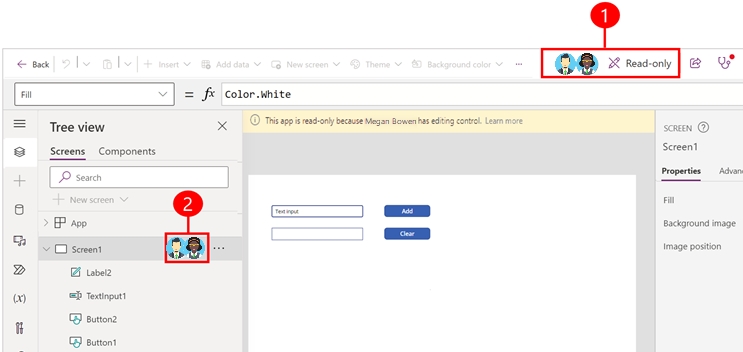 1
Back
Insert
Add data
New screen
Theme
Background color
...
Read-only
Fill
= fx Color.White
Tree view
Screens Components
Search
New screen
App
2
Screen1 ...
Label2
TextInput1
Button2
Button1
(x)
This app is read-only because Megan Bowen has editing control. Learn more
Text input
Add
Clear
SCREEN
Screen1
Properties Advan
Fill
Background image
Image position